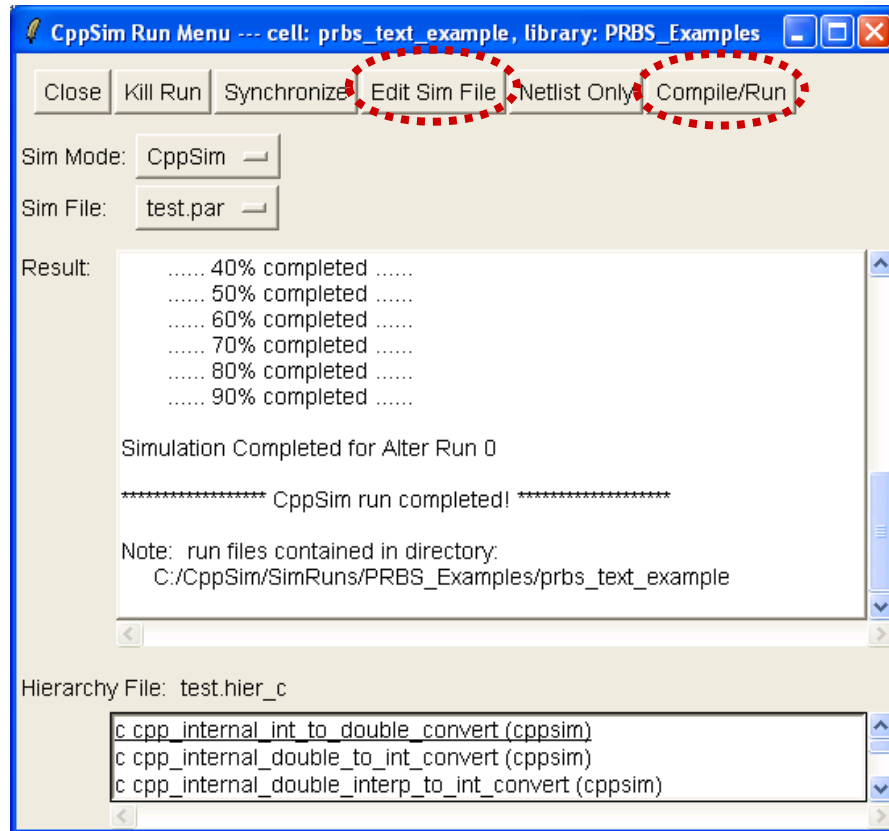 CppSim Run Menu --- cell: prbs_text_example, library: PRBS_Examples
Close Kill Run Synchronize Edit Sim File Netlist Only Compile/Run
Sim Mode: CppSim
Sim File: test.par
Result: ...... 40% completed ......
...... 50% completed ......
...... 60% completed ......
...... 70% completed ......
...... 80% completed ......
...... 90% completed ......
Simulation Completed for Alter Run 0
****************** CppSim run completed! *******************
Note: run files contained in directory:
C:/CppSim/SimRuns/PRBS_Examples/prbs_text_example
Hierarchy File: test.hier_c
c cpp_internal_int_to_double_convert (cppsim)
c cpp_internal_double_to_int_convert (cppsim)
c cpp_internal_double_interp_to_int_convert (cppsim)